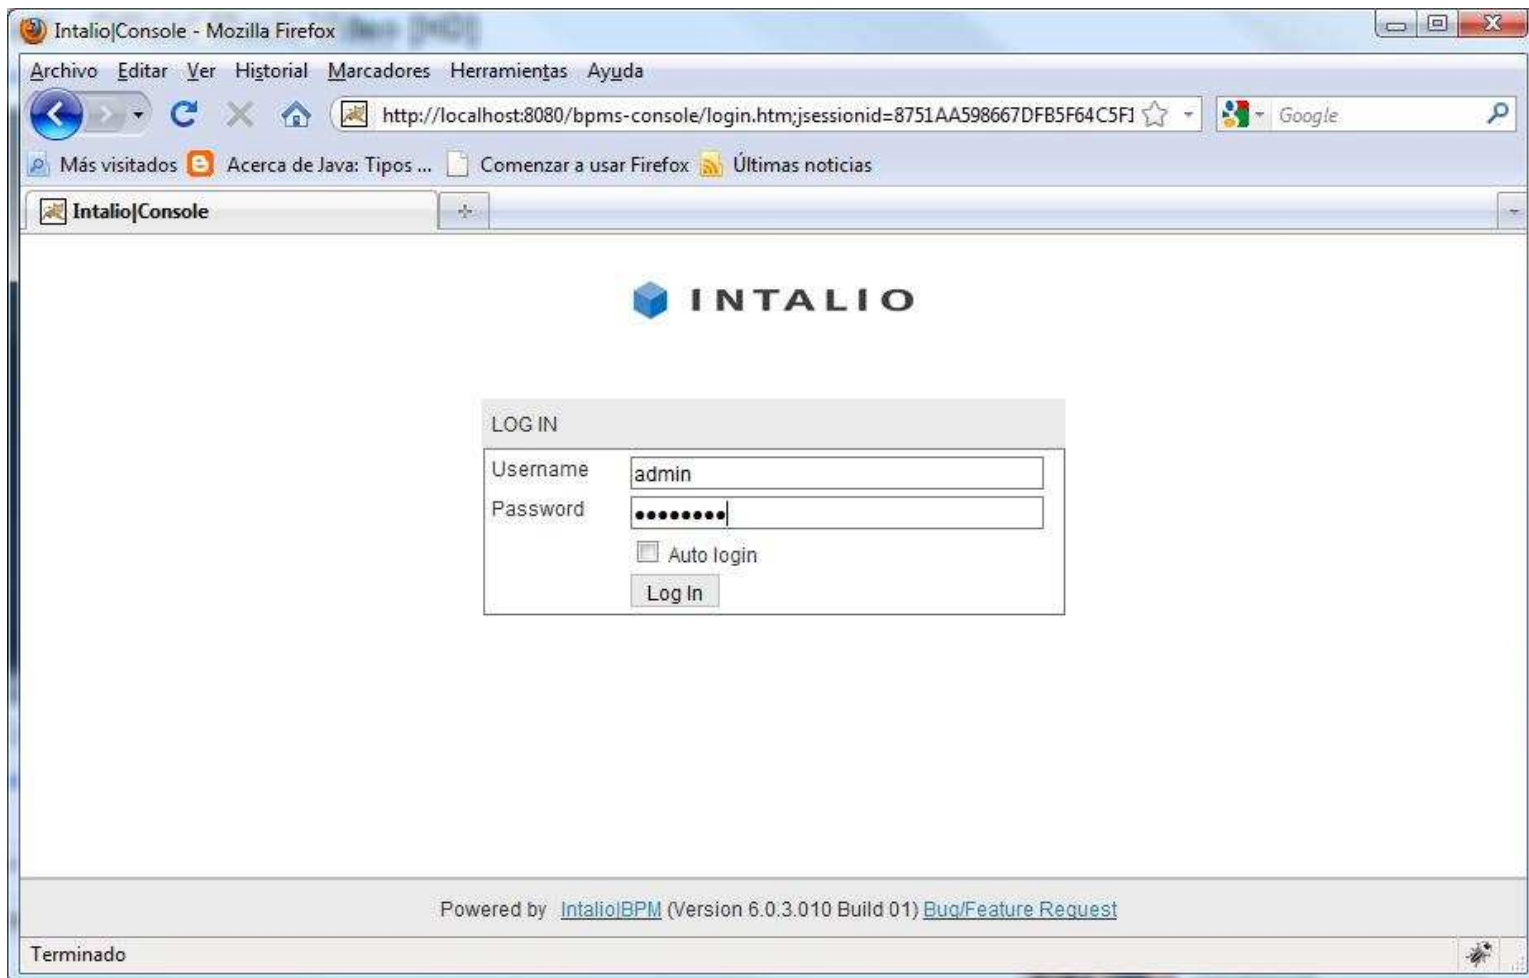 Intalio|Console - Mozilla Firefox
Archivo Editar Ver Historial Marcadores Herramientas Ayuda
http://localhost:8080/bpms-console/login.htm;jsessionid=8751AA598667DFB5F64C5F1 Google
Más visitados Acerca de Java: Tipos ... Comenzar a usar Firefox Últimas noticias
Intalio|Console
INTALIO
LOG IN
Username admin
Password ••••••••
Auto login
Log In
Powered by Intalio|BPM (Version 6.0.3.010 Build 01) Bug/Feature Request
Terminado